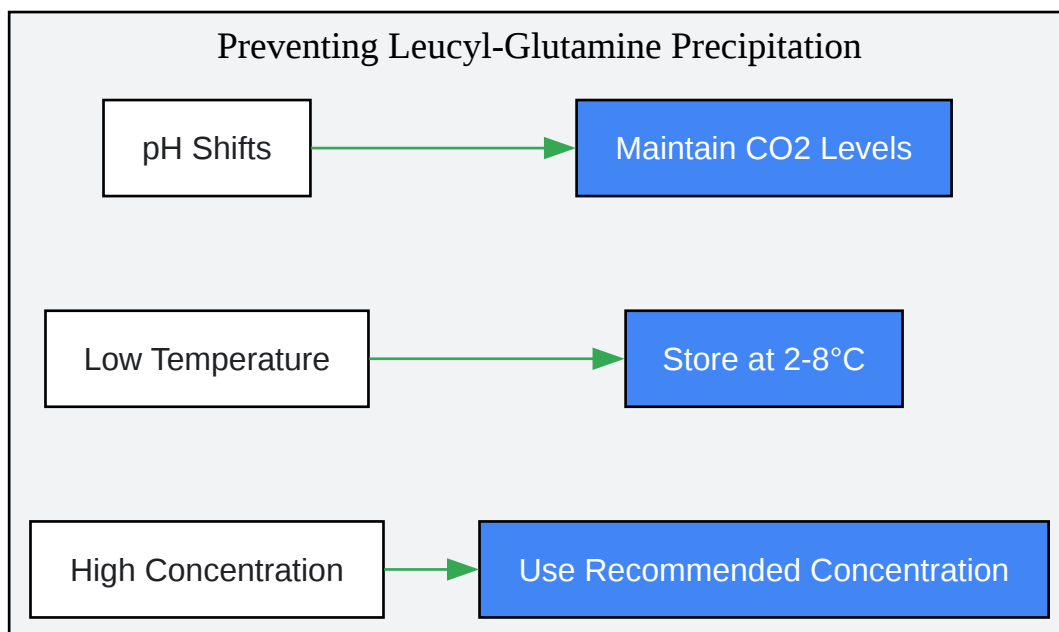 Preventing Leucyl-Glutamine Precipitation
pH Shifts
Maintain CO2 Levels
Low Temperature
Store at 2-8°C
High Concentration
Use Recommended Concentration